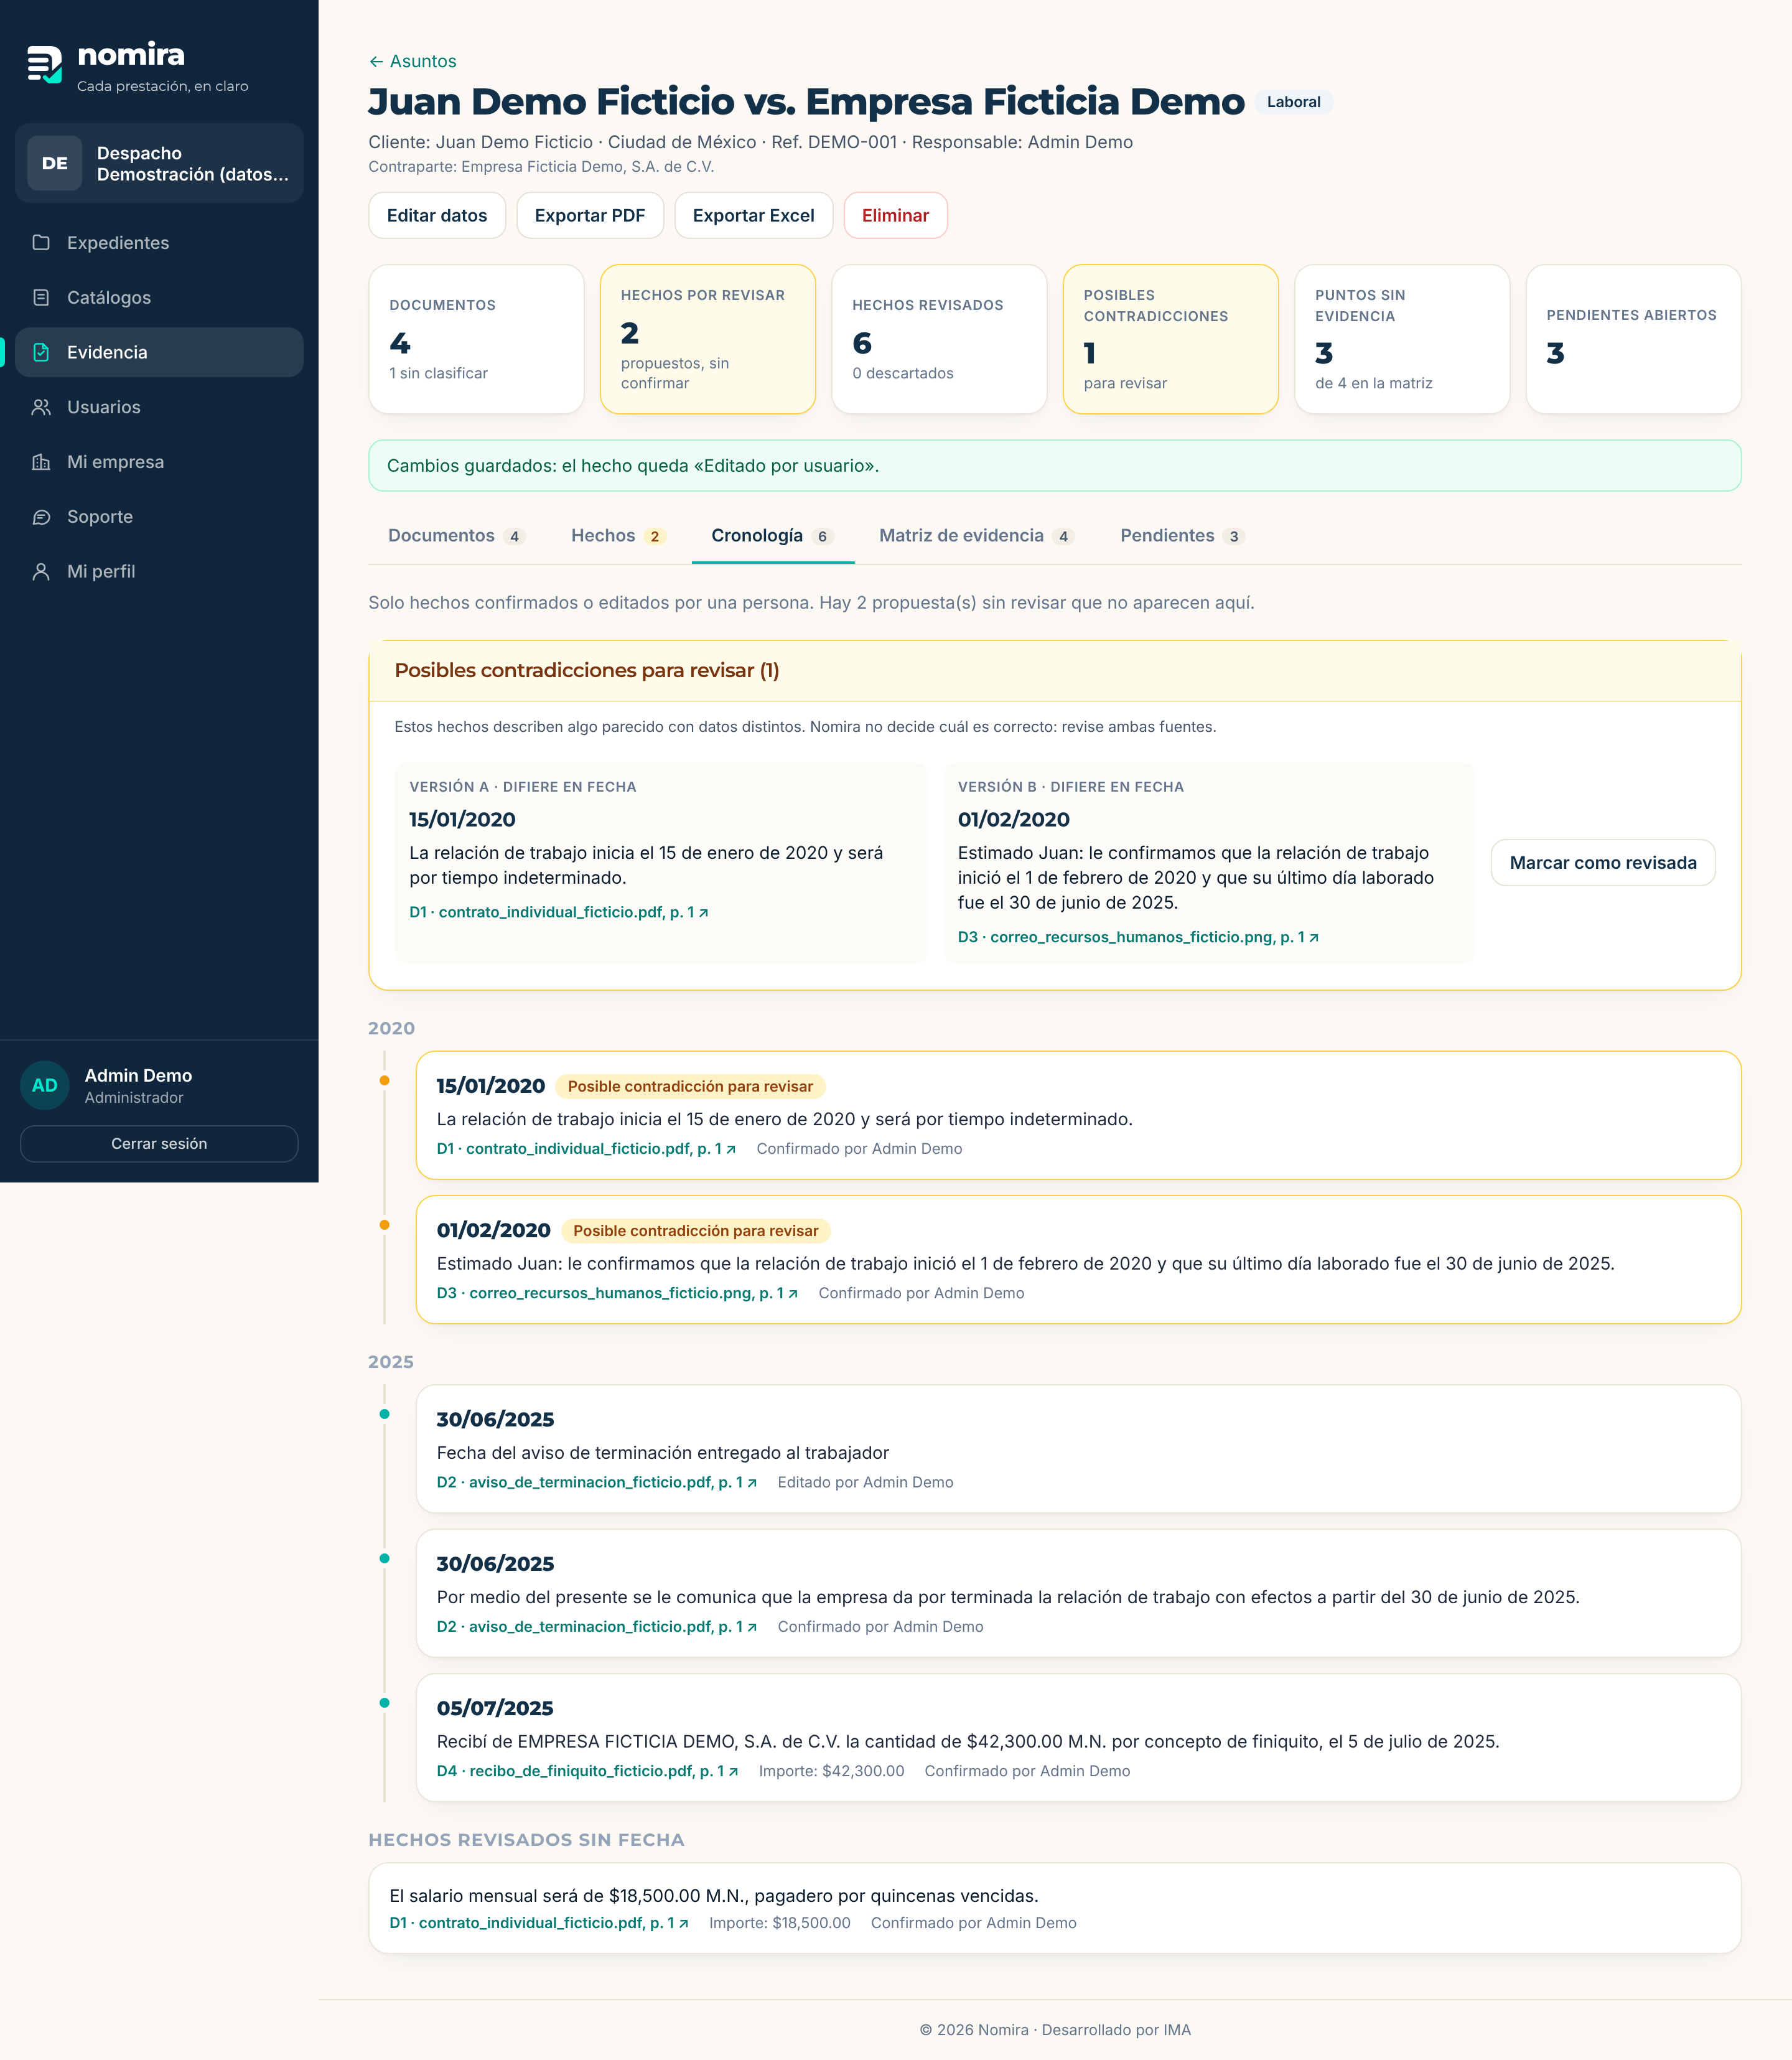 nomira
Cada prestación, en claro
DE
Despacho
Demostración (datos...
Expedientes
Catálogos
Evidencia
Usuarios
Mi empresa
Soporte
Mi perfil
AD
Admin Demo
Administrador
Cerrar sesión
← Asuntos
Juan Demo Ficticio vs. Empresa Ficticia Demo Laboral
Cliente: Juan Demo Ficticio · Ciudad de México · Ref. DEMO-001 · Responsable: Admin Demo
Contraparte: Empresa Ficticia Demo, S.A. de C.V.
Editar datos Exportar PDF Exportar Excel Eliminar
DOCUMENTOS
4
1 sin clasificar
HECHOS POR REVISAR
2
propuestos, sin
confirmar
HECHOS REVISADOS
6
0 descartados
POSIBLES
CONTRADICCIONES
1
para revisar
PUNTOS SIN
EVIDENCIA
3
de 4 en la matriz
PENDIENTES ABIERTOS
3
Cambios guardados: el hecho queda «Editado por usuario».
Documentos 4 Hechos 2 Cronología 6 Matriz de evidencia 4 Pendientes 3
Solo hechos confirmados o editados por una persona. Hay 2 propuesta(s) sin revisar que no aparecen aquí.
Posibles contradicciones para revisar (1)
Estos hechos describen algo parecido con datos distintos. Nomira no decide cuál es correcto: revise ambas fuentes.
VERSIÓN A · DIFIERE EN FECHA
15/01/2020
La relación de trabajo inicia el 15 de enero de 2020 y será
por tiempo indeterminado.
D1 · contrato_individual_ficticio.pdf, p. 1 ↗
VERSIÓN B · DIFIERE EN FECHA
01/02/2020
Estimado Juan: le confirmamos que la relación de trabajo
inició el 1 de febrero de 2020 y que su último día laborado
fue el 30 de junio de 2025.
D3 · correo_recursos_humanos_ficticio.png, p. 1 ↗
Marcar como revisada
2020
15/01/2020 Posible contradicción para revisar
La relación de trabajo inicia el 15 de enero de 2020 y será por tiempo indeterminado.
D1 · contrato_individual_ficticio.pdf, p. 1 ↗ Confirmado por Admin Demo
01/02/2020 Posible contradicción para revisar
Estimado Juan: le confirmamos que la relación de trabajo inició el 1 de febrero de 2020 y que su último día laborado fue el 30 de junio de 2025.
D3 · correo_recursos_humanos_ficticio.png, p. 1 ↗ Confirmado por Admin Demo
2025
30/06/2025
Fecha del aviso de terminación entregado al trabajador
D2 · aviso_de_terminacion_ficticio.pdf, p. 1 ↗ Editado por Admin Demo
30/06/2025
Por medio del presente se le comunica que la empresa da por terminada la relación de trabajo con efectos a partir del 30 de junio de 2025.
D2 · aviso_de_terminacion_ficticio.pdf, p. 1 ↗ Confirmado por Admin Demo
05/07/2025
Recibí de EMPRESA FICTICIA DEMO, S.A. de C.V. la cantidad de $42,300.00 M.N. por concepto de finiquito, el 5 de julio de 2025.
D4 · recibo_de_finiquito_ficticio.pdf, p. 1 ↗ Importe: $42,300.00 Confirmado por Admin Demo
HECHOS REVISADOS SIN FECHA
El salario mensual será de $18,500.00 M.N., pagadero por quincenas vencidas.
D1 · contrato_individual_ficticio.pdf, p. 1 ↗ Importe: $18,500.00 Confirmado por Admin Demo
© 2026 Nomira · Desarrollado por IMA